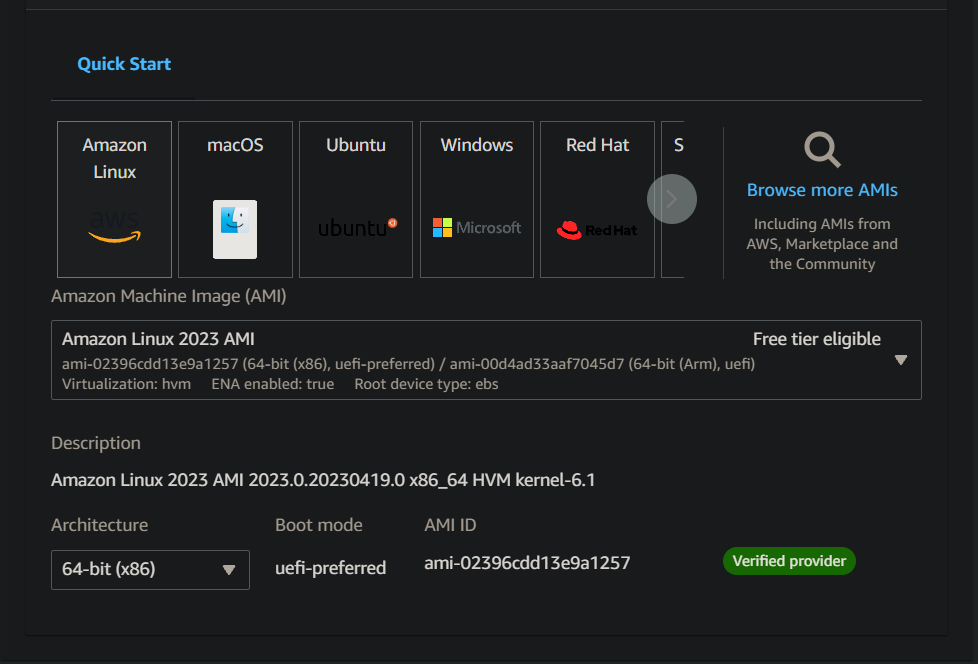 Quick Start
Amazon
Linux
aws
macOS
Ubuntu
ubuntu
Windows
Microsoft
Red Hat
Red Hat
S
Browse more AMIs
Including AMIs from
AWS, Marketplace and
the Community
Amazon Machine Image (AMI)
Amazon Linux 2023 AMI
Free tier eligible
ami-02396cdd13e9a1257 (64-bit (x86), uefi-preferred) / ami-00d4ad33aaf7045d7 (64-bit (Arm), uefi)
Virtualization: hvm ENA enabled: true Root device type: ebs
Description
Amazon Linux 2023 AMI 2023.0.20230419.0 x86_64 HVM kernel-6.1
Architecture
Boot mode
AMI ID
64-bit (x86)
uefi-preferred
ami-02396cdd13e9a1257
Verified provider